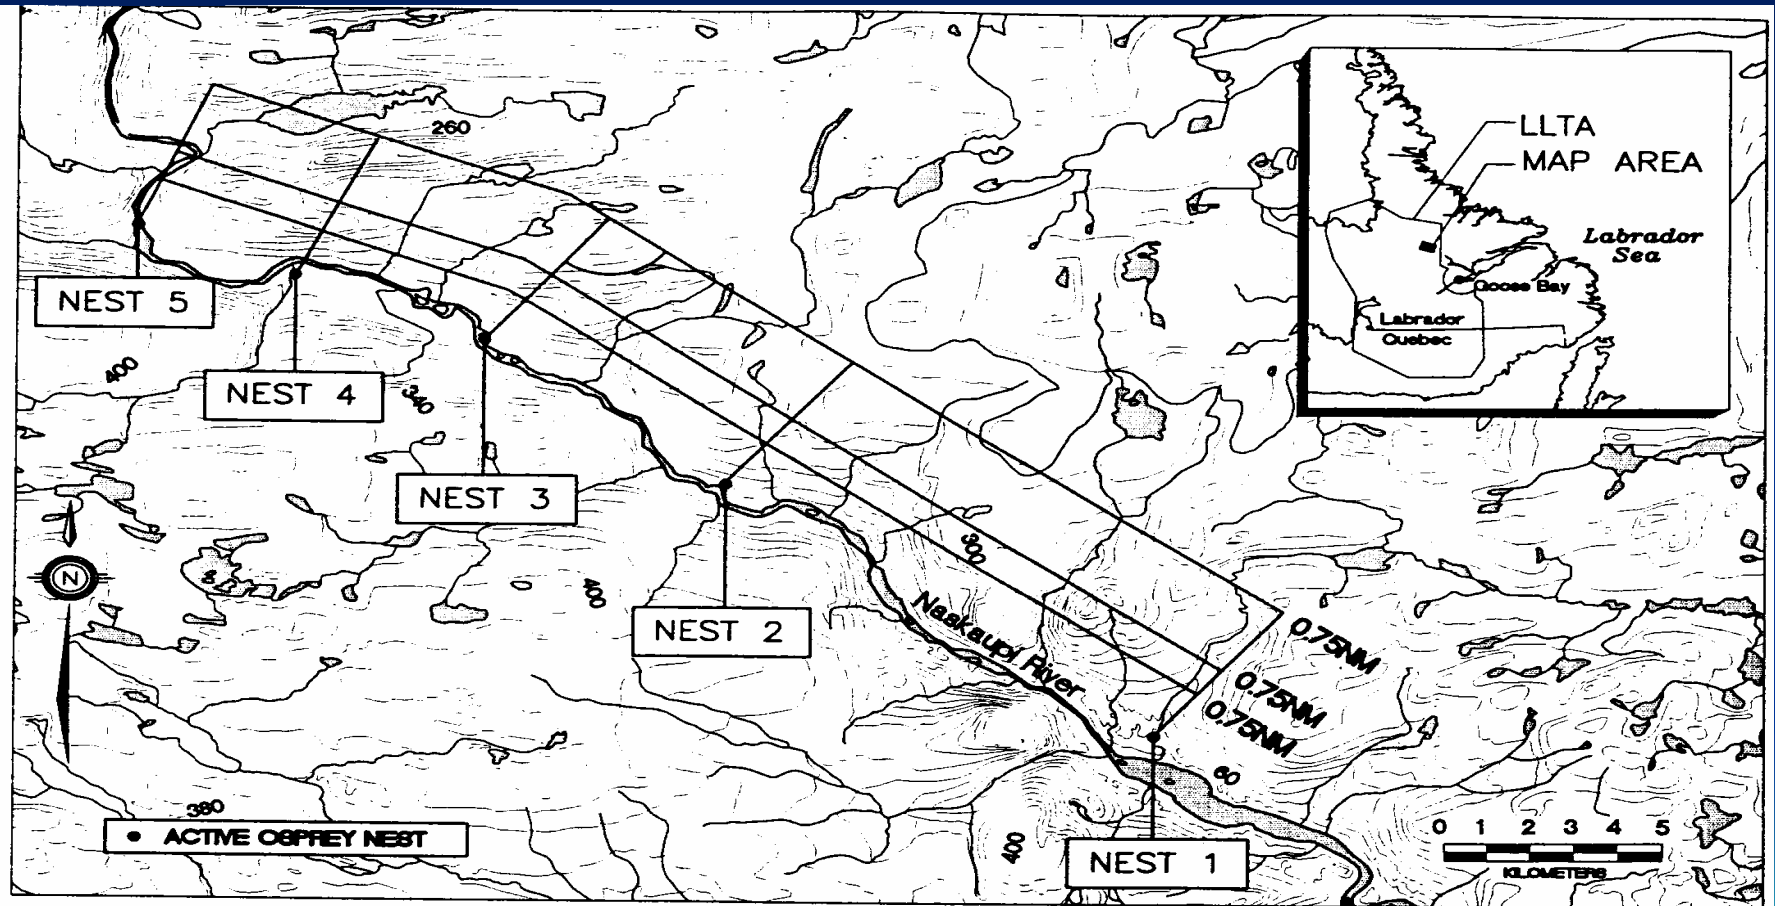 260
LLTA
MAP AREA
Labrador
Sea
Goose Bay
Labrador
Quebec
NEST 5
400
NEST 4
340
NEST 3
N
400
300
NEST 2
Naskaupi River
0.75NM
0.75NM
0.75NM
60
380
ACTIVE OSPREY NEST
400
NEST 1
0 1 2 3 4 5
KILOMETERS